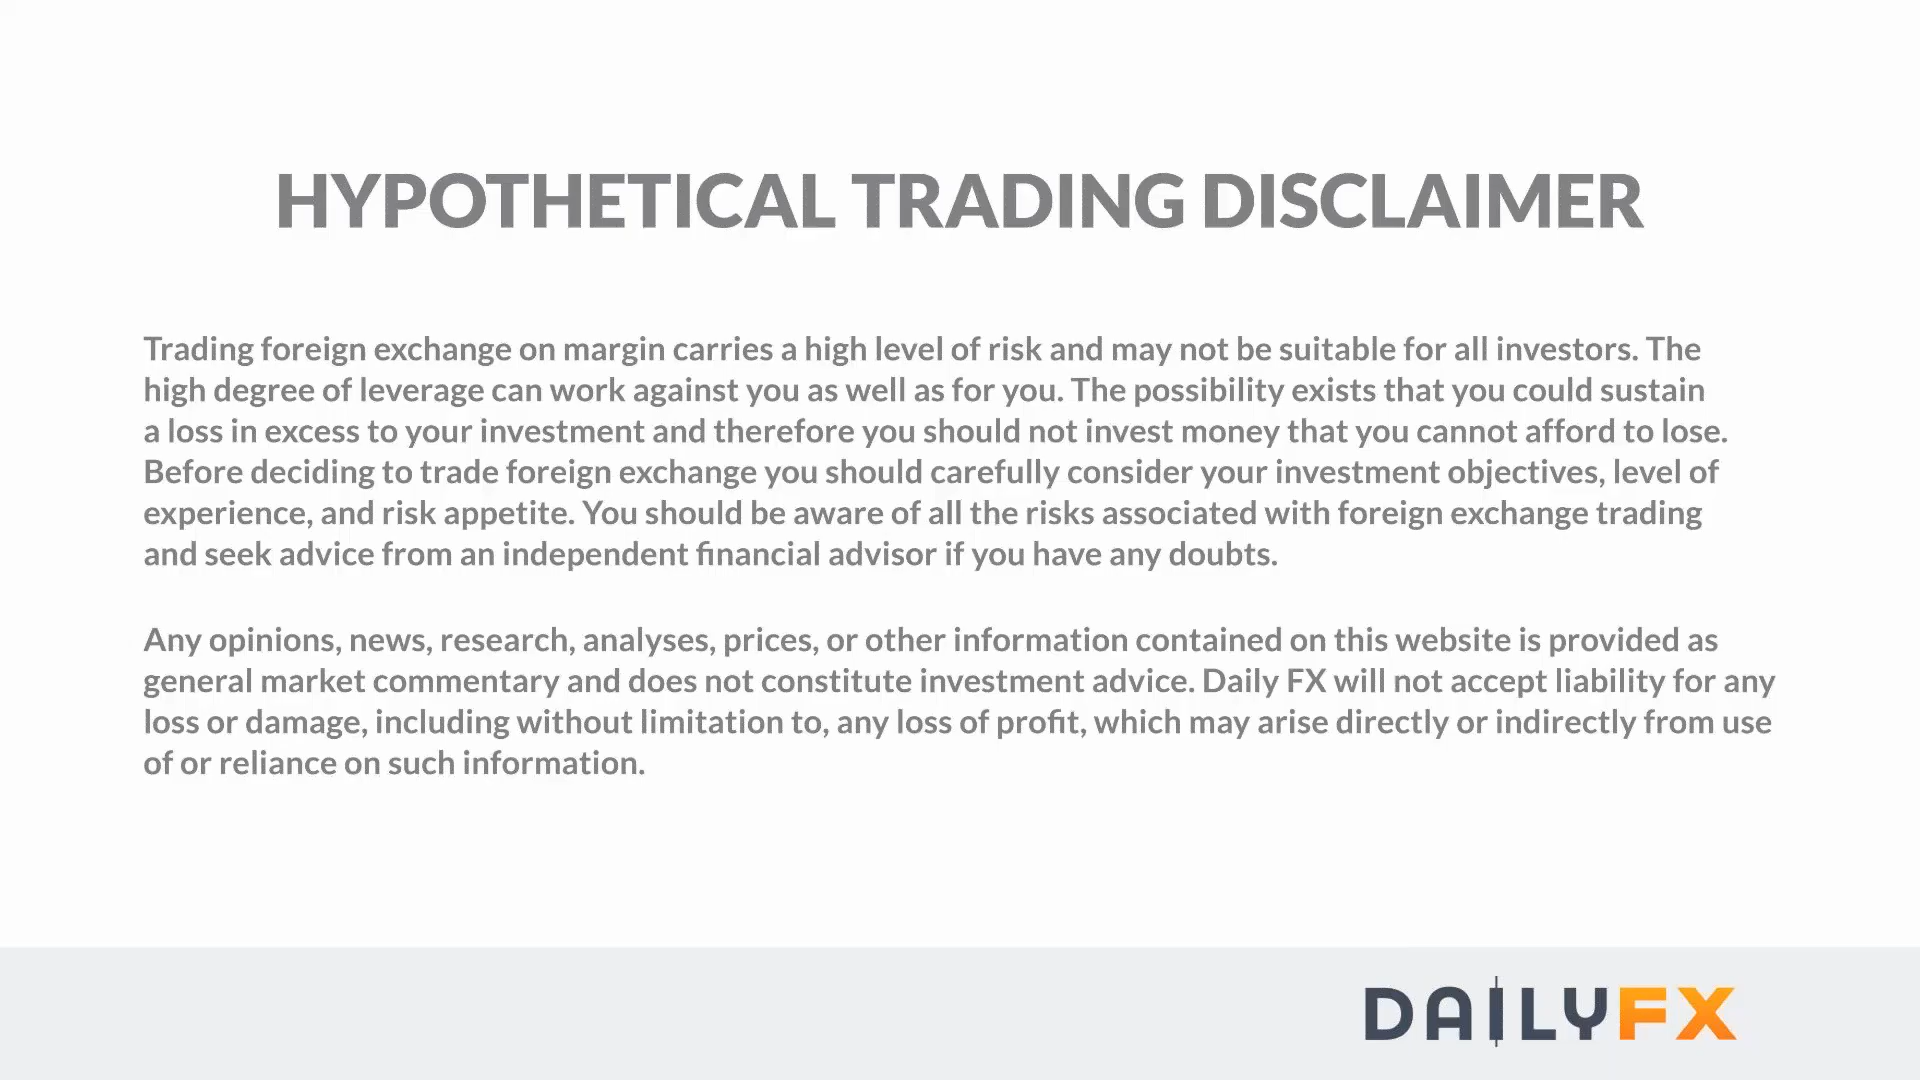 HYPOTHETICAL TRADING DISCLAIMER
Trading foreign exchange on margin carries a high level of risk and may not be suitable for all investors. The
high degree of leverage can work against you as well as for you. The possibility exists that you could sustain
a loss in excess to your investment and therefore you should not invest money that you cannot afford to lose.
Before deciding to trade foreign exchange you should carefully consider your investment objectives, level of
experience, and risk appetite. You should be aware of all the risks associated with foreign exchange trading
and seek advice from an independent financial advisor if you have any doubts.
Any opinions, news, research, analyses, prices, or other information contained on this website is provided as
general market commentary and does not constitute investment advice. Daily FX will not accept liability for any
loss or damage, including without limitation to, any loss of profit, which may arise directly or indirectly from use
of or reliance on such information.
DAILYFX